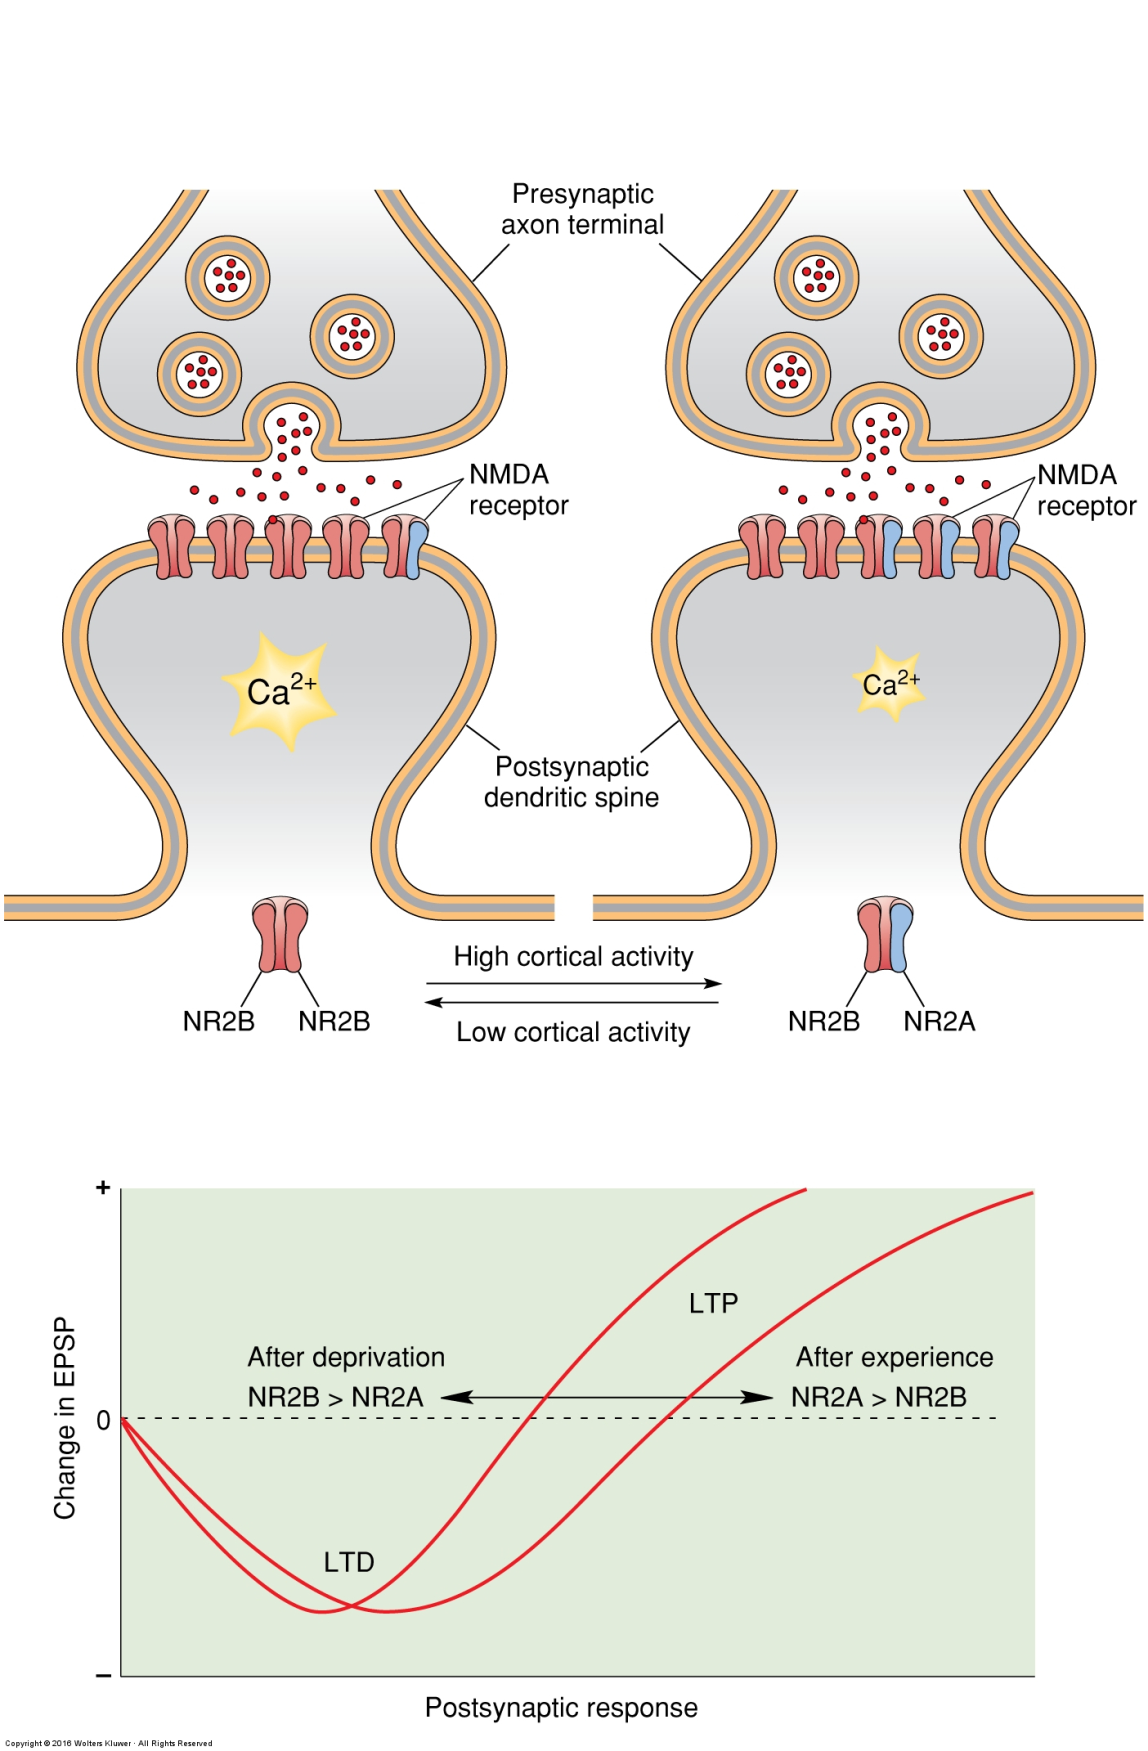 Presynaptic
axon terminal
NMDA
receptor
NMDA
receptor
Ca2+
Ca2+
Postsynaptic
dendritic spine
High cortical activity
Low cortical activity
NR2B
NR2B
NR2B
NR2A
+
Change in EPSP
0
−
LTP
After deprivation
NR2B > NR2A
After experience
NR2A > NR2B
LTD
Postsynaptic response
Copyright © 2016 Wolters Kluwer · All Rights Reserved